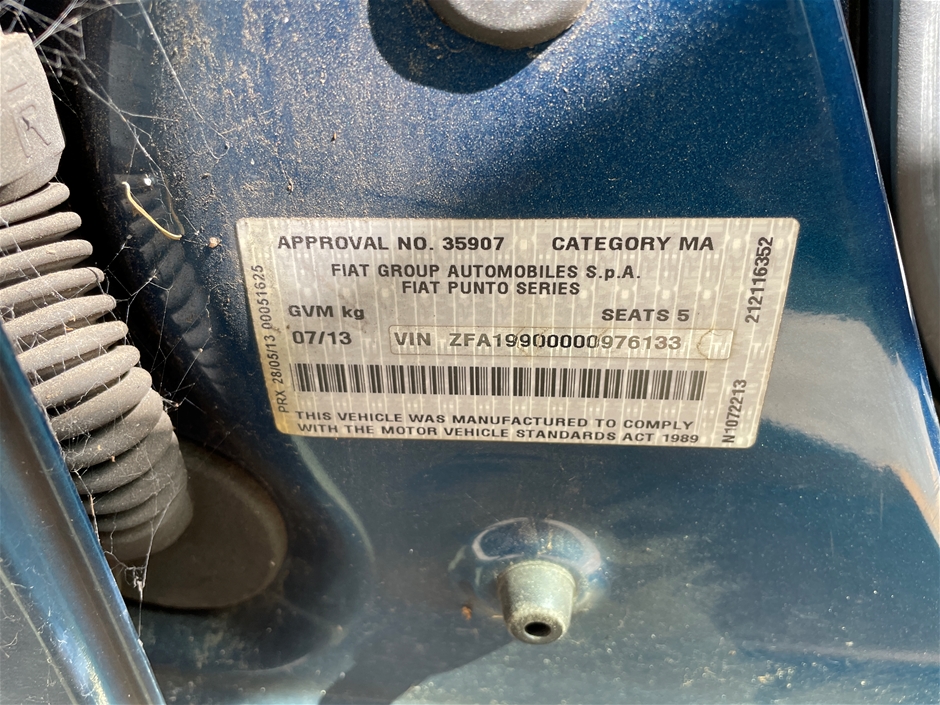 APPROVAL NO. 35907 CATEGORY MA
FIAT GROUP AUTOMOBILES S.p.A.
FIAT PUNTO SERIES
GVM kg SEATS 5
07/13 VIN ZFA19900000976133
THIS VEHICLE WAS MANUFACTURED TO COMPLY
WITH THE MOTOR VEHICLE STANDARDS ACT 1989
PRX 28/05/13 00051625
N1072213 212116352
R